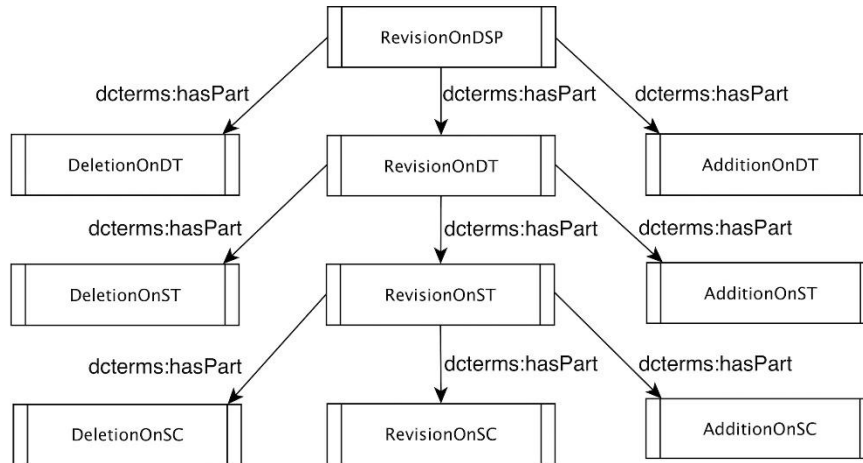 RevisionOnDSP
dcterms:hasPart dcterms:hasPart dcterms:hasPart
DeletionOnDT RevisionOnDT AdditionOnDT
dcterms:hasPart dcterms:hasPart dcterms:hasPart
DeletionOnST RevisionOnST AdditionOnST
dcterms:hasPart dcterms:hasPart dcterms:hasPart
DeletionOnSC RevisionOnSC AdditionOnSC